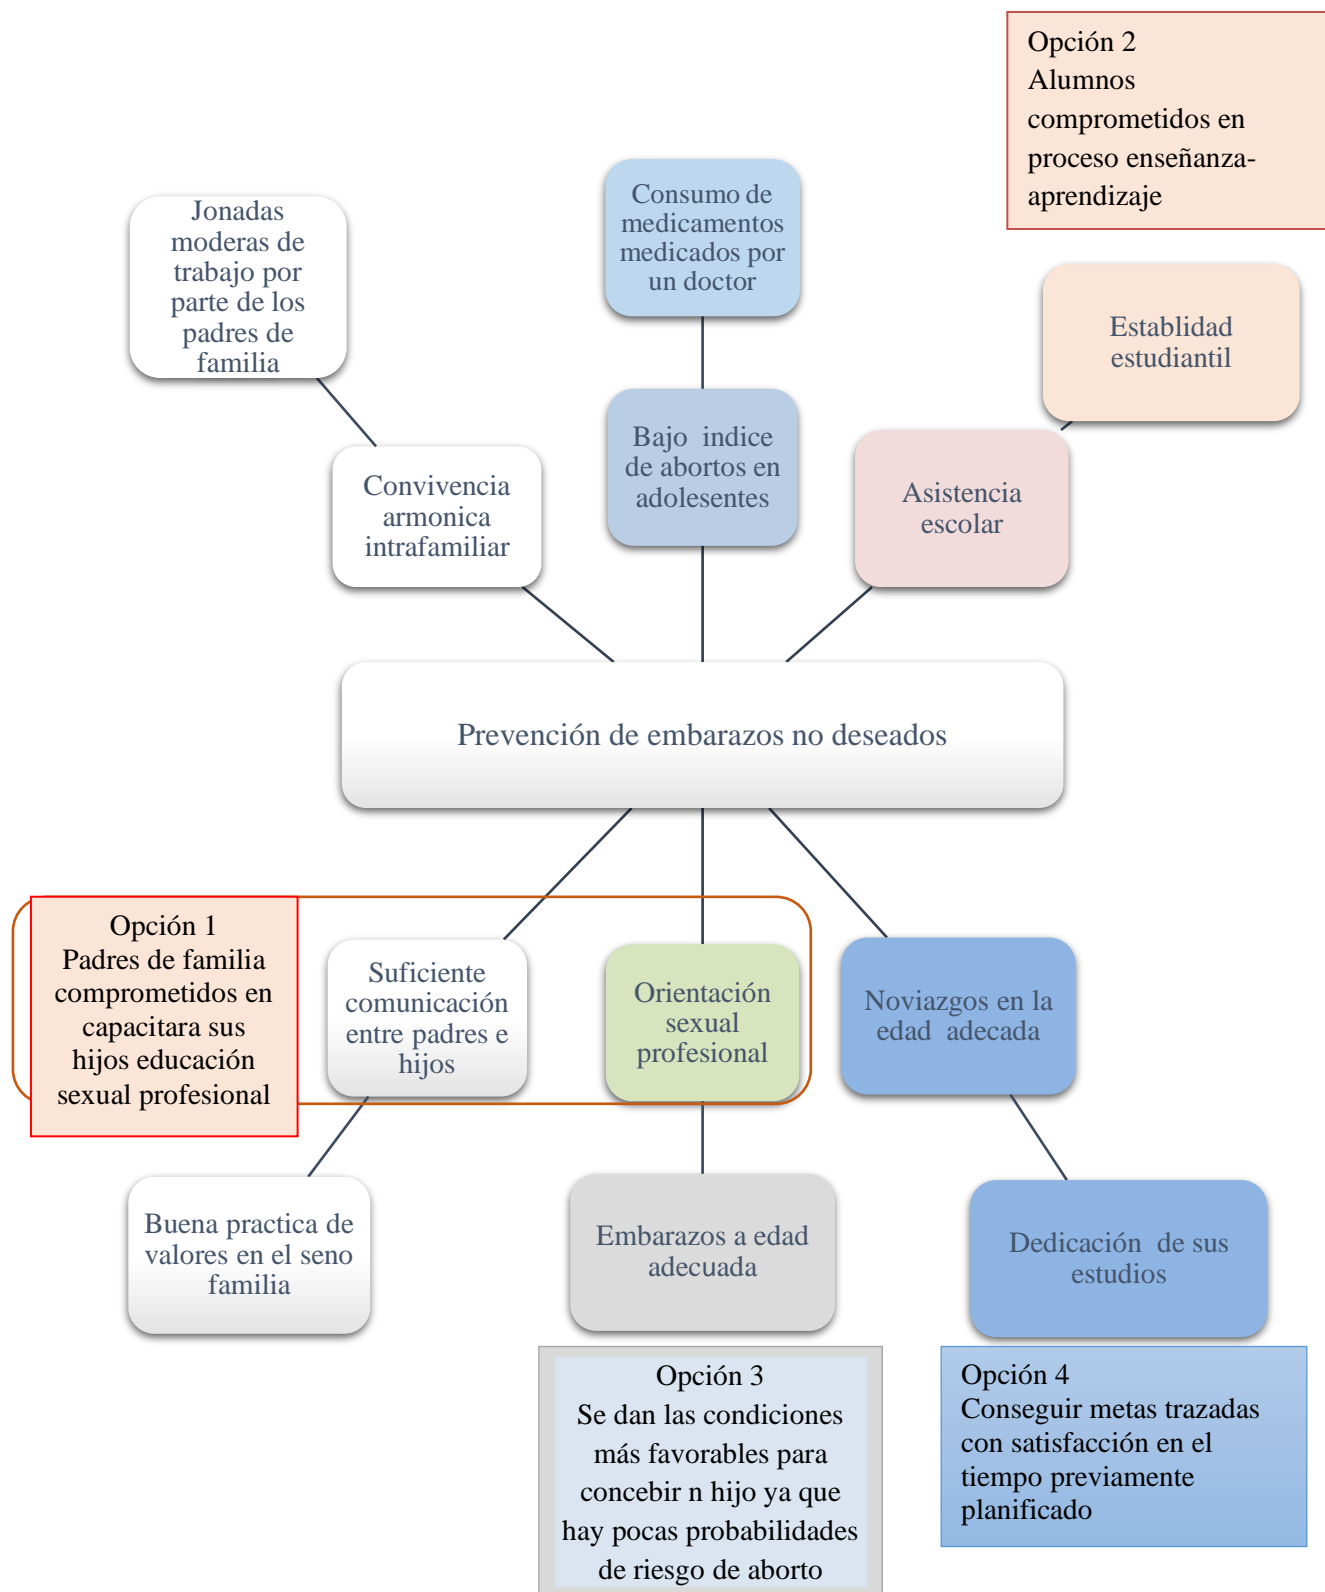 Opción 2
Alumnos
comprometidos en
proceso enseñanza-
aprendizaje
Consumo de
medicamentos
medicados por
un doctor
Jonadas
moderas de
trabajo por
parte de los
padres de
familia
Establidad
estudiantil
Bajo indice
de abortos en
adolesentes
Convivencia
armonica
intrafamiliar
Asistencia
escolar
Prevención de embarazos no deseados
Opción 1
Padres de familia
comprometidos en
capacitara sus
hijos educación
sexual profesional
Suficiente
comunicación
entre padres e
hijos
Orientación
sexual
profesional
Noviazgos en la
edad adecada
Buena practica de
valores en el seno
familia
Embarazos a edad
adecuada
Dedicación de sus
estudios
Opción 3
Se dan las condiciones
más favorables para
concebir n hijo ya que
hay pocas probabilidades
de riesgo de aborto
Opción 4
Conseguir metas trazadas
con satisfacción en el
tiempo previamente
planificado